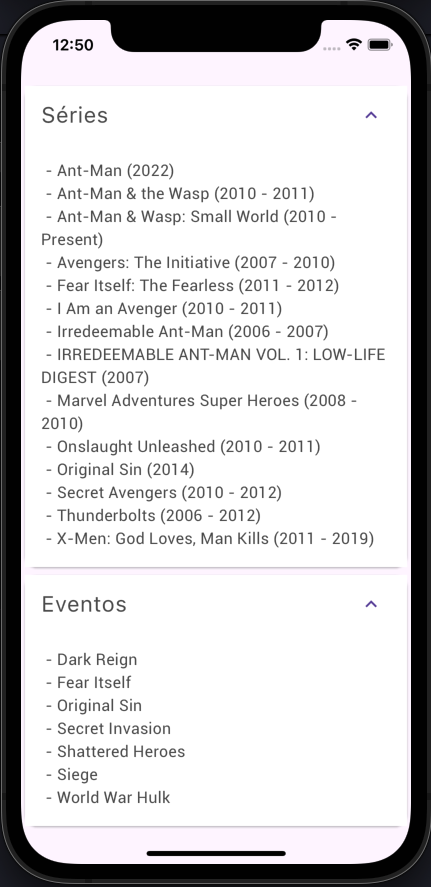 12:50
Séries
- Ant-Man (2022)
- Ant-Man & the Wasp (2010 - 2011)
- Ant-Man & Wasp: Small World (2010 -
Present)
- Avengers: The Initiative (2007 - 2010)
- Fear Itself: The Fearless (2011 - 2012)
- I Am an Avenger (2010 - 2011)
- Irredeemable Ant-Man (2006 - 2007)
- IRREDEEMABLE ANT-MAN VOL. 1: LOW-LIFE
DIGEST (2007)
- Marvel Adventures Super Heroes (2008 -
2010)
- Onslaught Unleashed (2010 - 2011)
- Original Sin (2014)
- Secret Avengers (2010 - 2012)
- Thunderbolts (2006 - 2012)
- X-Men: God Loves, Man Kills (2011 - 2019)
Eventos
- Dark Reign
- Fear Itself
- Original Sin
- Secret Invasion
- Shattered Heroes
- Siege
- World War Hulk